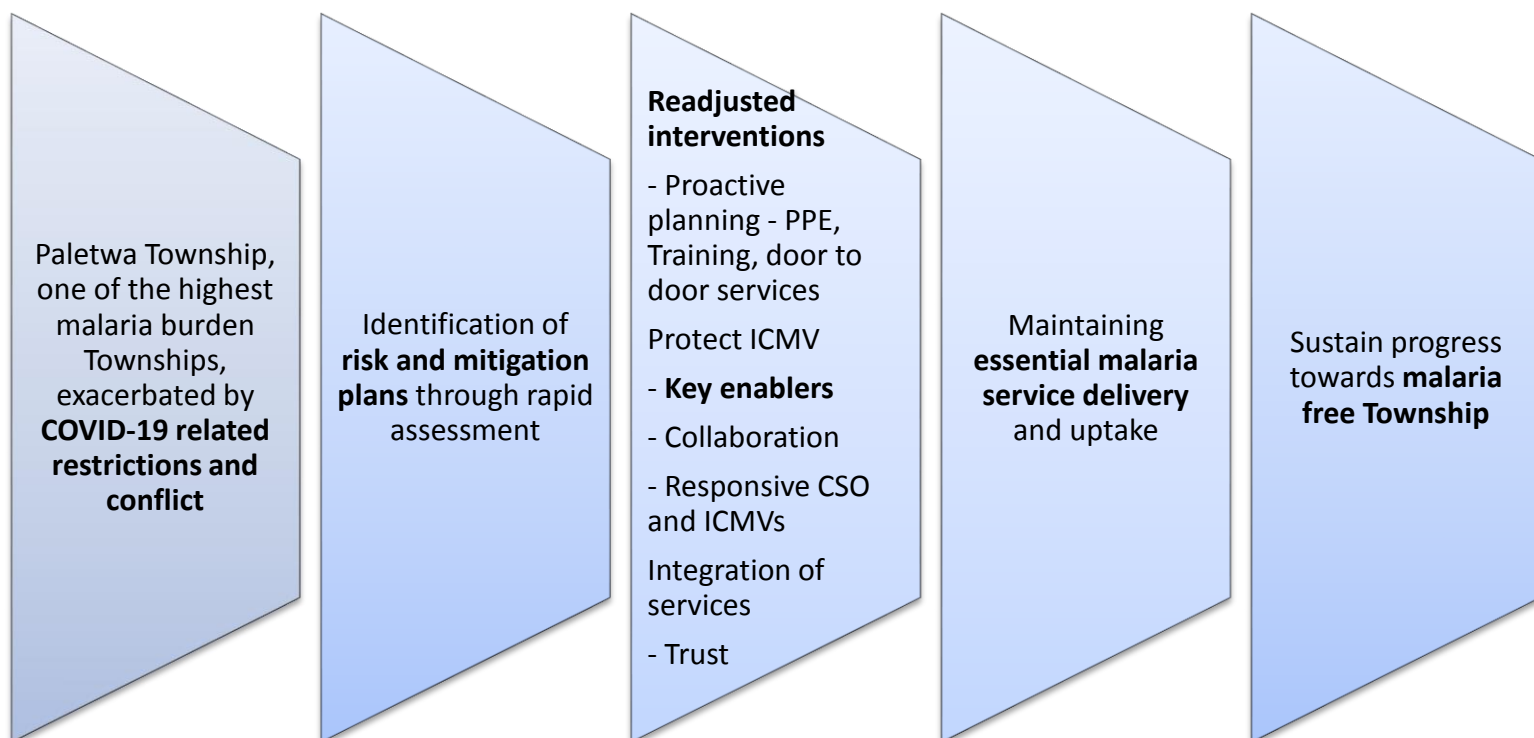 Paletwa Township,
one of the highest
malaria burden
Townships,
exacerbated by
COVID-19 related
restrictions and
conflict
Identification of
risk and mitigation
plans through rapid
assessment
Readjusted
interventions
- Proactive
planning - PPE,
Training, door to
door services
Protect ICMV
- Key enablers
- Collaboration
- Responsive CSO
and ICMVs
Integration of
services
- Trust
Maintaining
essential malaria
service delivery
and uptake
Sustain progress
towards malaria
free Township